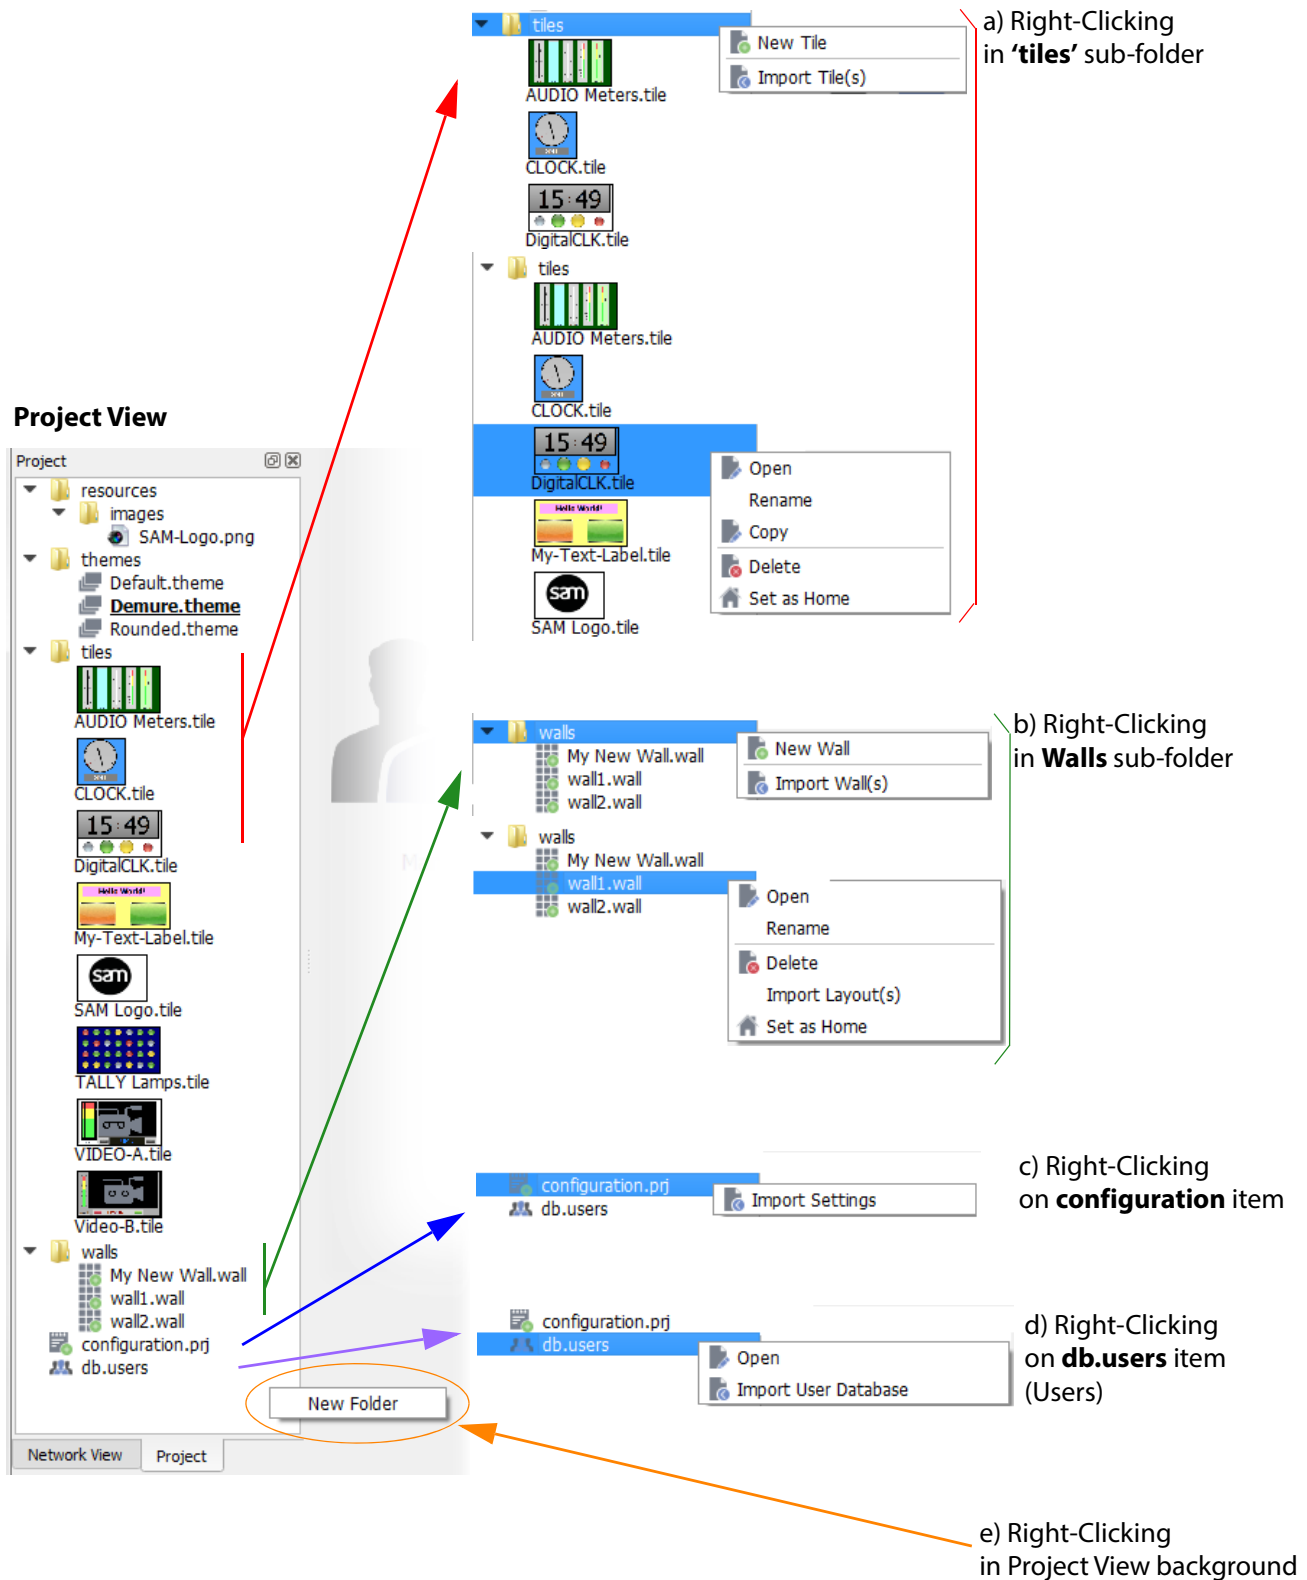 tiles
New Tile
Import Tile(s)
AUDIO Meters.tile
CLOCK.tile
15:49
DigitalCLK.tile
a) Right-Clicking
in ‘tiles’ sub-folder
tiles
AUDIO Meters.tile
CLOCK.tile
15:49
DigitalCLK.tile
Open
Rename
Copy
Delete
Set as Home
Hello World!
My-Text-Label.tile
sam
SAM Logo.tile
Project View
Project
resources
images
SAM-Logo.png
themes
Default.theme
Demure.theme
Rounded.theme
tiles
AUDIO Meters.tile
CLOCK.tile
15:49
DigitalCLK.tile
Hello World!
My-Text-Label.tile
sam
SAM Logo.tile
TALLY Lamps.tile
VIDEO-A.tile
Video-B.tile
walls
My New Wall.wall
wall1.wall
wall2.wall
configuration.prj
db.users
New Folder
Network View
Project
walls
My New Wall.wall
wall1.wall
wall2.wall
New Wall
Import Wall(s)
b) Right-Clicking
in Walls sub-folder
walls
My New Wall.wall
wall1.wall
wall2.wall
Open
Rename
Delete
Import Layout(s)
Set as Home
configuration.prj
db.users
Import Settings
c) Right-Clicking
on configuration item
configuration.prj
db.users
Open
Import User Database
d) Right-Clicking
on db.users item
(Users)
e) Right-Clicking
in Project View background